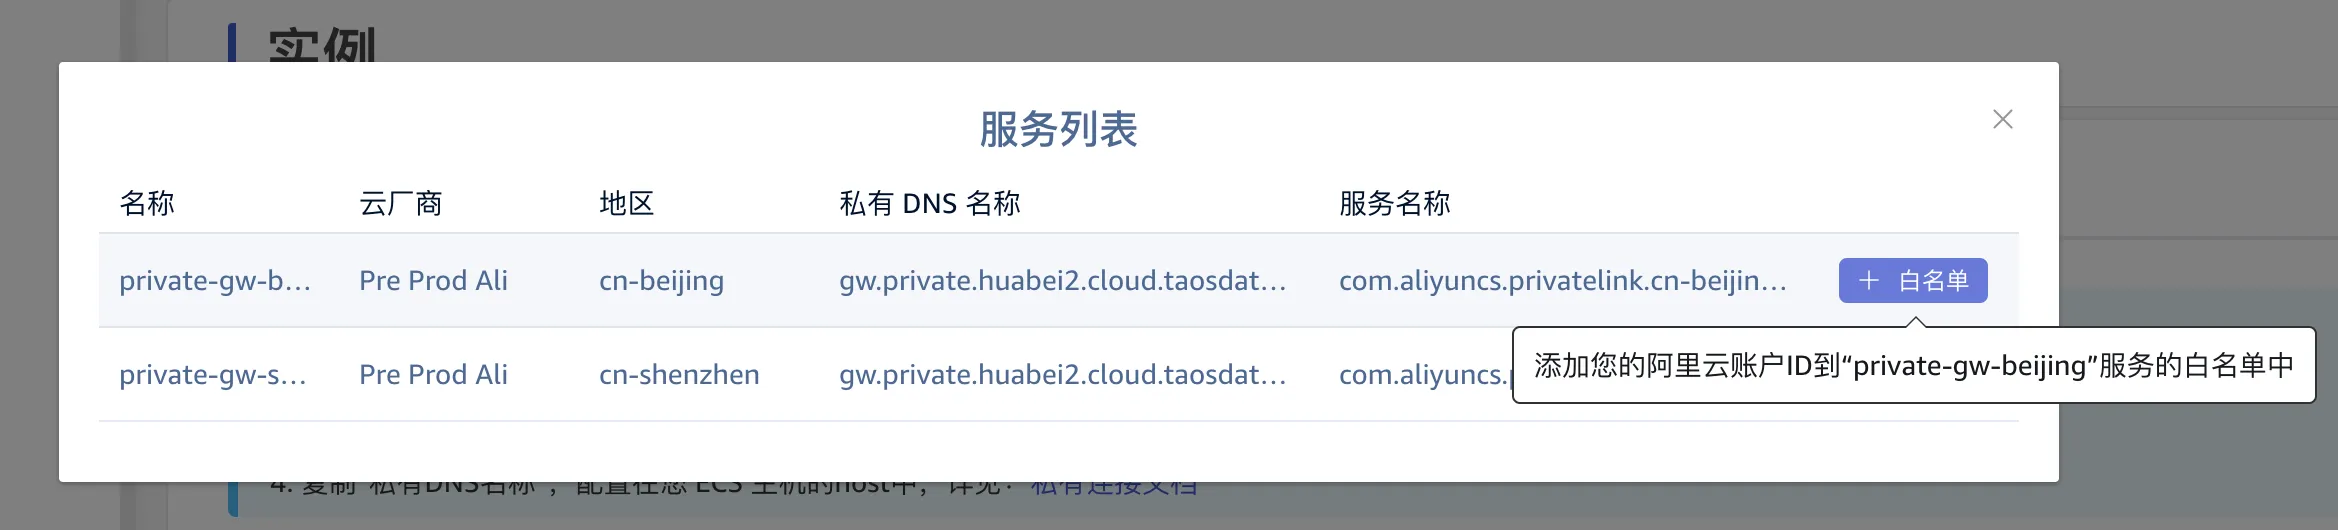 实例
服务列表
名称 云厂商 地区 私有 DNS 名称 服务名称
private-gw-b... Pre Prod Ali cn-beijing gw.private.huabei2.cloud.taosdat... com.aliyuncs.privatelink.cn-beijin... + 白名单
private-gw-s... Pre Prod Ali cn-shenzhen gw.private.huabei2.cloud.taosdat... com.aliyuncs.
添加您的阿里云账户ID到“private-gw-beijing”服务的白名单中
4. 复制“私有DNS名称”，配置在您 ECS 主机的host中，详见：私有连接文档